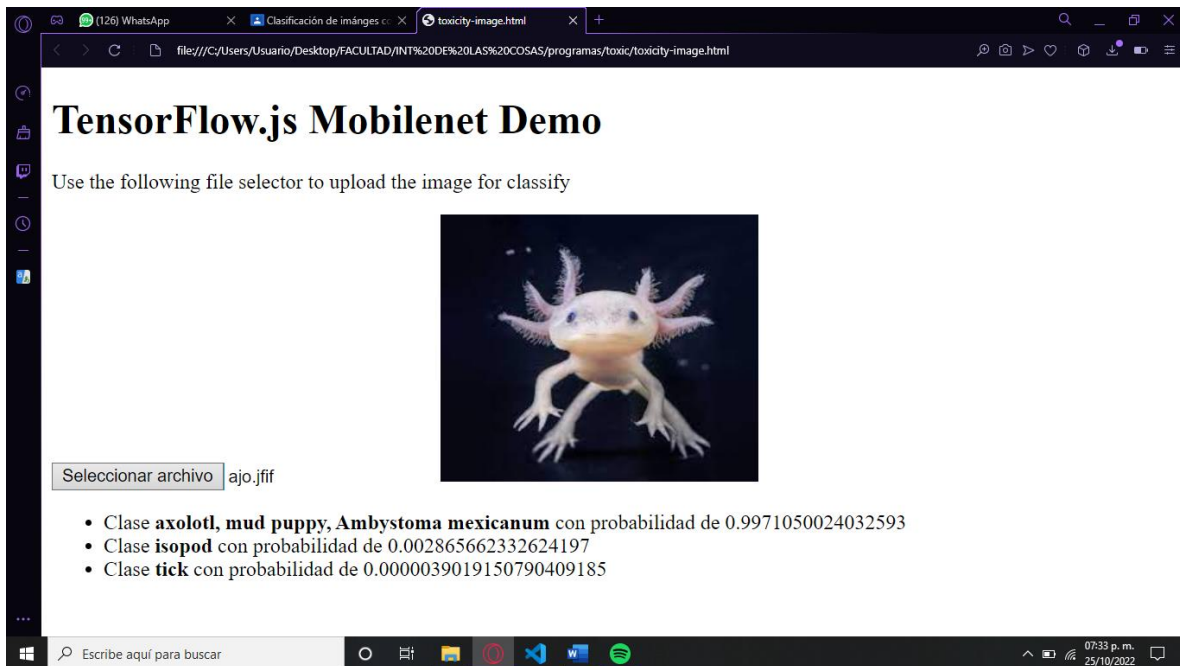 (126) WhatsApp
Clasificación de imánges cc
toxicity-image.html
file:///C:/Users/Usuario/Desktop/FACULTAD/INT%20DE%20LAS%20COSAS/programas/toxic/toxicity-image.html
TensorFlow.js Mobilenet Demo
Use the following file selector to upload the image for classify
Seleccionar archivo ajo.jfif
• Clase axolotl, mud puppy, Ambystoma mexicanum con probabilidad de 0.9971050024032593
• Clase isopod con probabilidad de 0.002865662332624197
• Clase tick con probabilidad de 0.0000039019150790409185
Escribe aquí para buscar
07:33 p. m.
25/10/2022